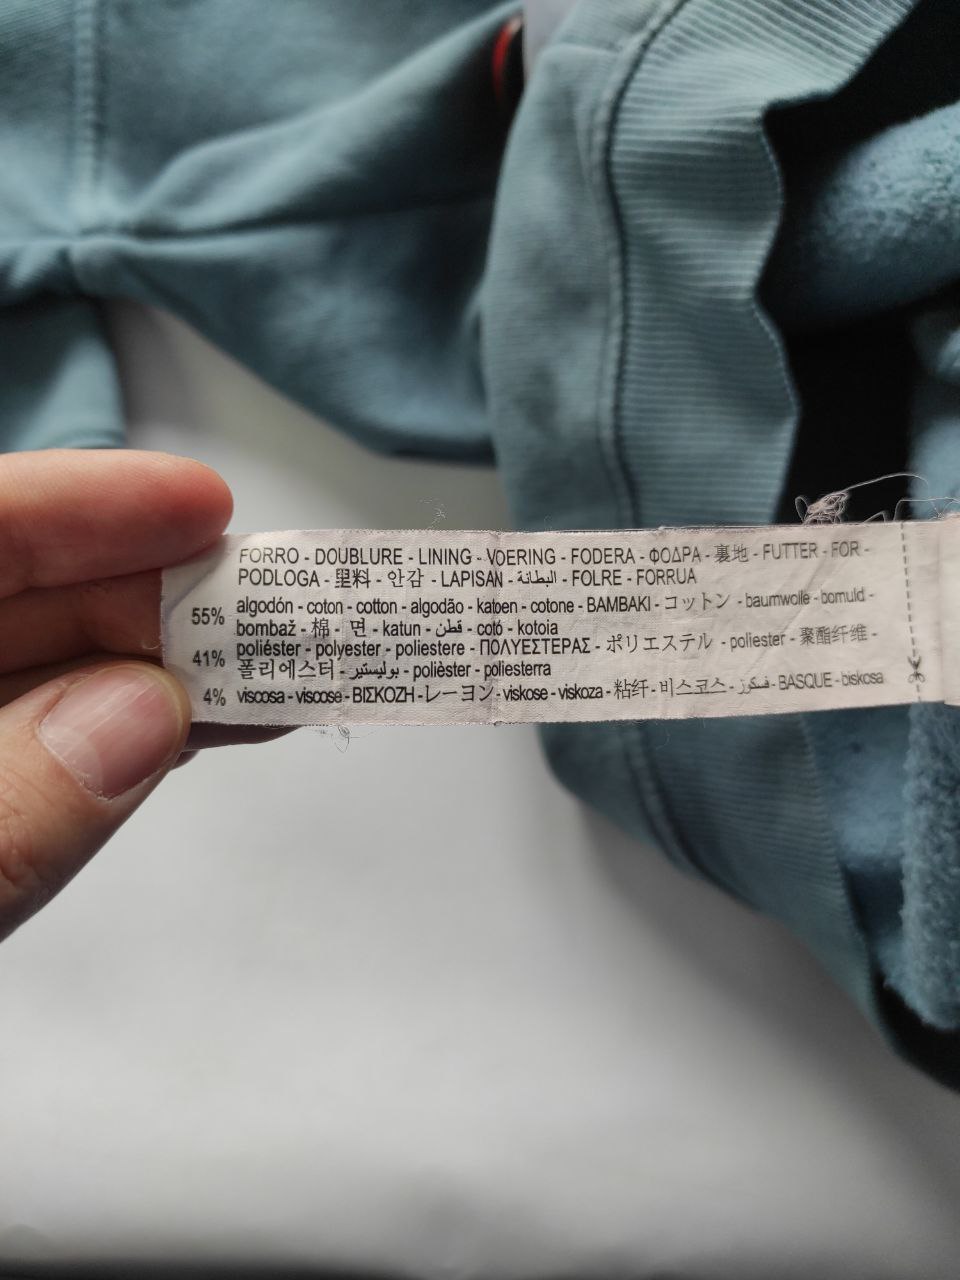 FORRO - DOUBLURE - LINING - VOERING - FODERA - ΦΟΔΡΑ - 裏地 - FUTTER - FOR -
PODLOGA - 里料 - 안감 - LAPISAN - البطانة - FOLRE - FORRUA
55% algodón - coton - cotton - algodão - katoen - cotone - BAMBAKI - コットン - baumwolle - bomuld -
bombaž - 棉 - 면 - katun - قطن - cotó - kotoia
41% poliéster - polyester - poliestere - ΠΟΛΥΕΣΤΕΡΑΣ - ポリエステル - poliester - 聚酯纤维 -
폴리에스터 - بوليستير - polièster - poliesterra
4% viscosa - viscose - ΒΙΣΚΟΖΗ - レーヨン - viskose - viskoza - 粘纤 - 비스코스 - فسكوز - BASQUE - biskosa